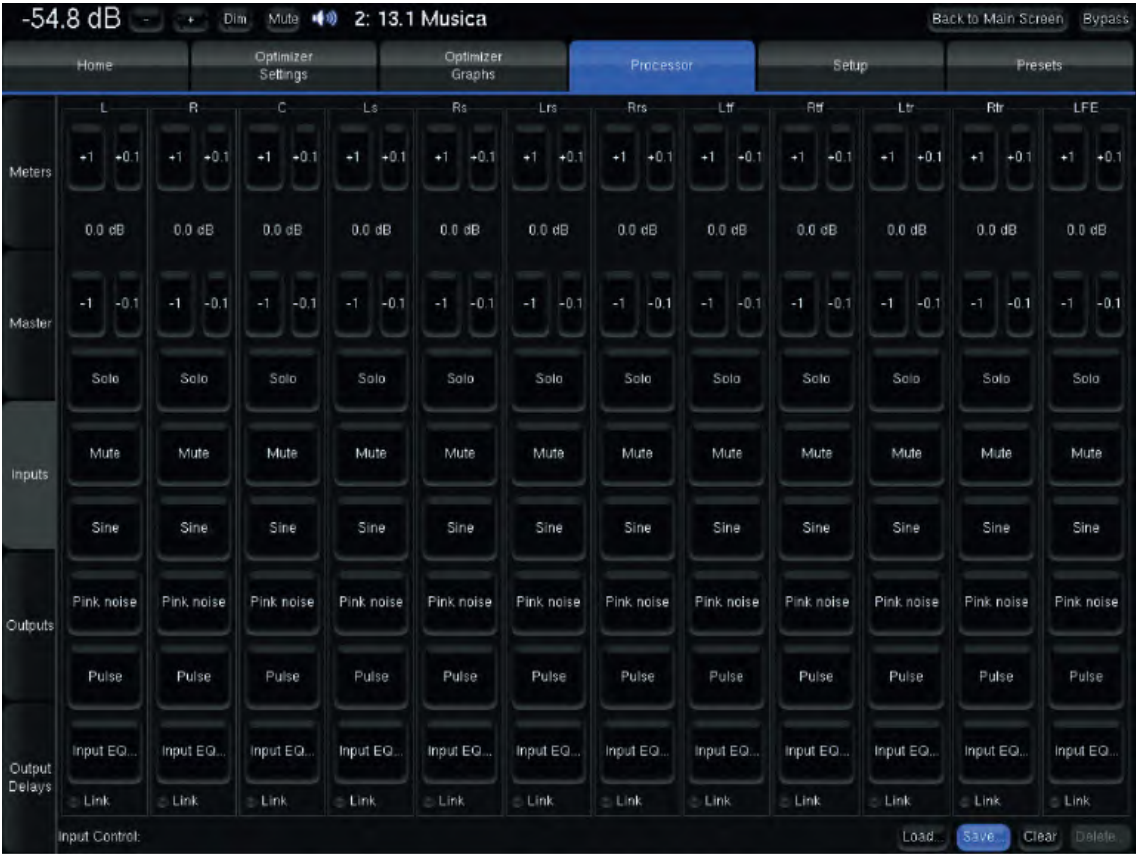 -54.8 dB - + Dim Mute 2: 13.1 Musica Back to Main Screen Bypass
Home Optimizer Settings Optimizer Graphs Processor Setup Presets
L R C Ls Rs Lrs Rrs Ltf Rtf Ltr Rtr LFE
Meters +1 +0.1 +1 +0.1 +1 +0.1 +1 +0.1 +1 +0.1 +1 +0.1 +1 +0.1 +1 +0.1 +1 +0.1 +1 +0.1 +1 +0.1 +1 +0.1
0.0 dB 0.0 dB 0.0 dB 0.0 dB 0.0 dB 0.0 dB 0.0 dB 0.0 dB 0.0 dB 0.0 dB 0.0 dB 0.0 dB
Master -1 -0.1 -1 -0.1 -1 -0.1 -1 -0.1 -1 -0.1 -1 -0.1 -1 -0.1 -1 -0.1 -1 -0.1 -1 -0.1 -1 -0.1 -1 -0.1
Solo Solo Solo Solo Solo Solo Solo Solo Solo Solo Solo Solo
Inputs Mute Mute Mute Mute Mute Mute Mute Mute Mute Mute Mute Mute
Sine Sine Sine Sine Sine Sine Sine Sine Sine Sine Sine Sine
Outputs Pink noise Pink noise Pink noise Pink noise Pink noise Pink noise Pink noise Pink noise Pink noise Pink noise Pink noise Pink noise
Pulse Pulse Pulse Pulse Pulse Pulse Pulse Pulse Pulse Pulse Pulse Pulse
Output Delays Input EQ... Input EQ... Input EQ... Input EQ... Input EQ... Input EQ... Input EQ... Input EQ... Input EQ... Input EQ... Input EQ... Input EQ...
Link Link Link Link Link Link Link Link Link Link Link Link
Input Control: Load... Save... Clear Delete...